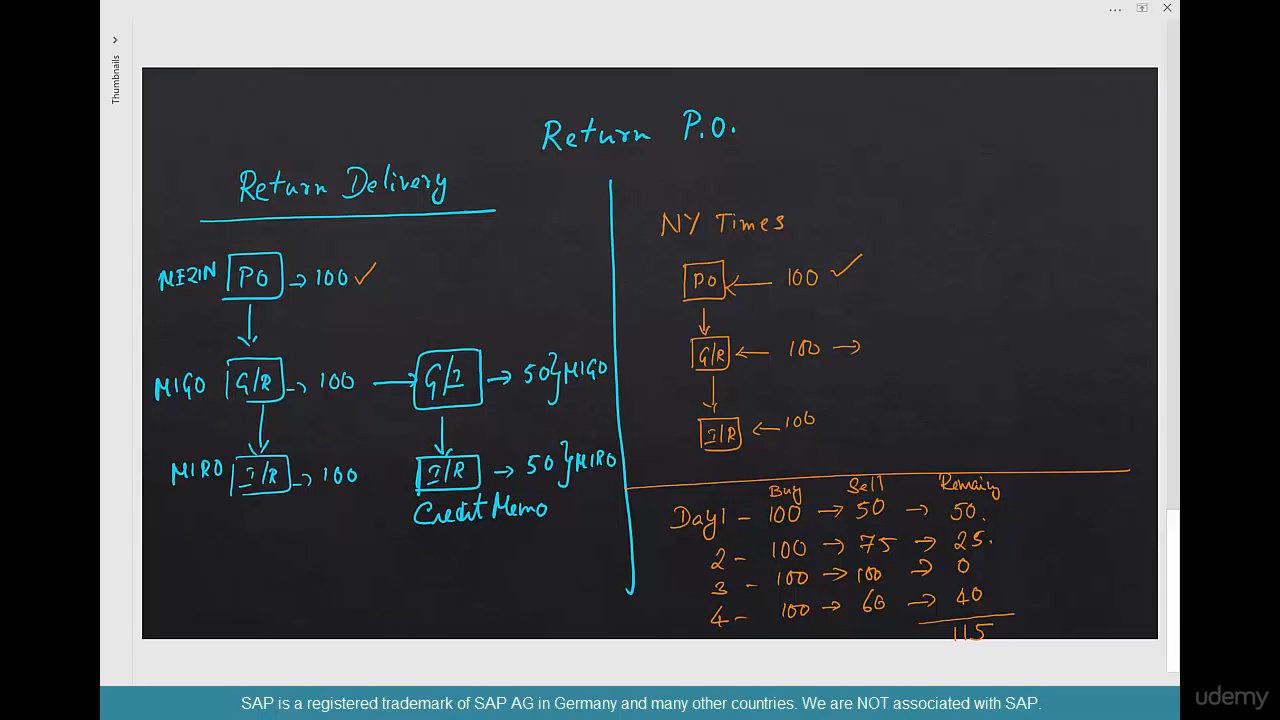 ...
Thumbnails
Return P.O.
Return Delivery
ME21N PO → 100 ✓
MIGO G/R → 100 → G/I → 50 } MIGO
MIRO I/R → 100 I/R → 50 } MIRO
Credit Memo
NY Times
PO ← 100 ✓
G/R ← 100 →
I/R ← 100
Buy Sell Remaing
Day 1 – 100 → 50 → 50.
2 – 100 → 75 → 25.
3 – 100 → 100 → 0
4 – 100 → 60 → 40
115
SAP is a registered trademark of SAP AG in Germany and many other countries. We are NOT associated with SAP.
udemy